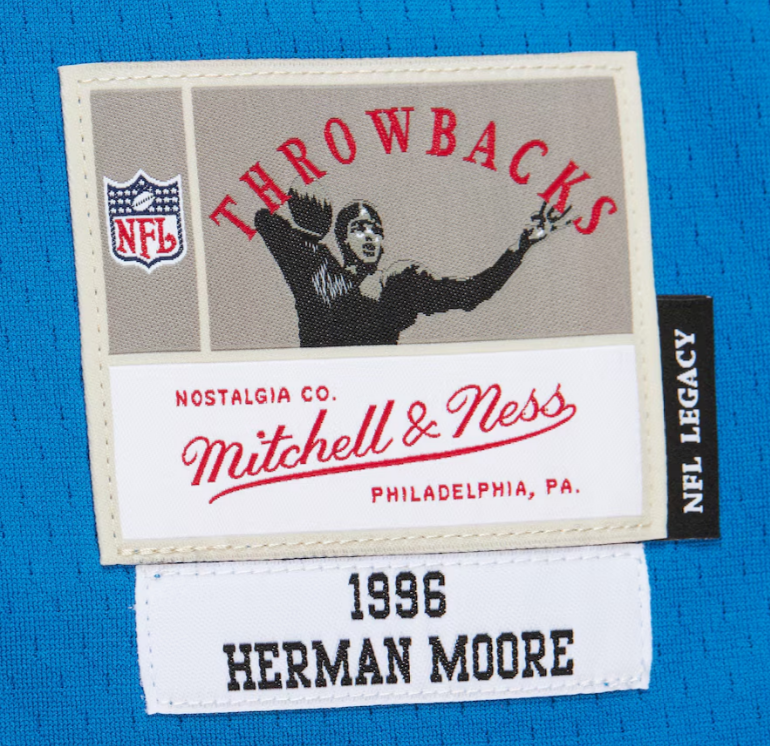 THROWBACKS
NFL
NOSTALGIA CO.
Mitchell & Ness
PHILADELPHIA, PA.
NFL LEGACY
1996
HERMAN MOORE